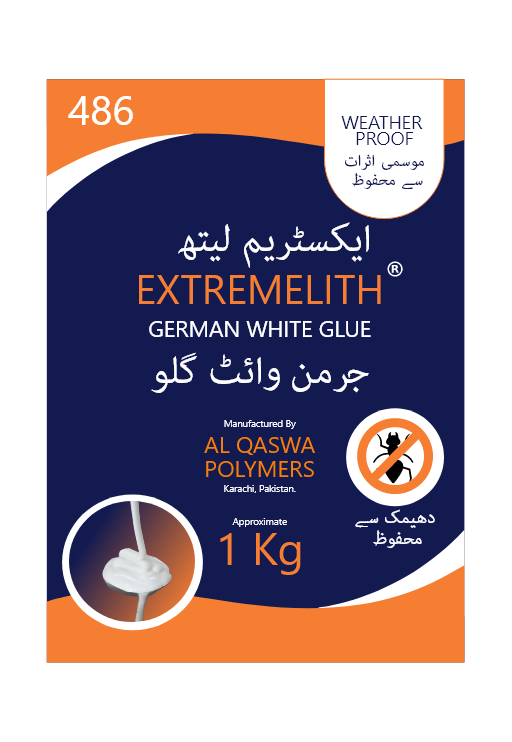 486
WEATHER
PROOF
موسمی اثرات
سے محفوظ
ایکسٹریم لیتھ
EXTREMELITH®
GERMAN WHITE GLUE
جرمن وائٹ گلو
Manufactured By
AL QASWA
POLYMERS
Karachi, Pakistan.
دھیمک سے
محفوظ
Approximate
1 Kg